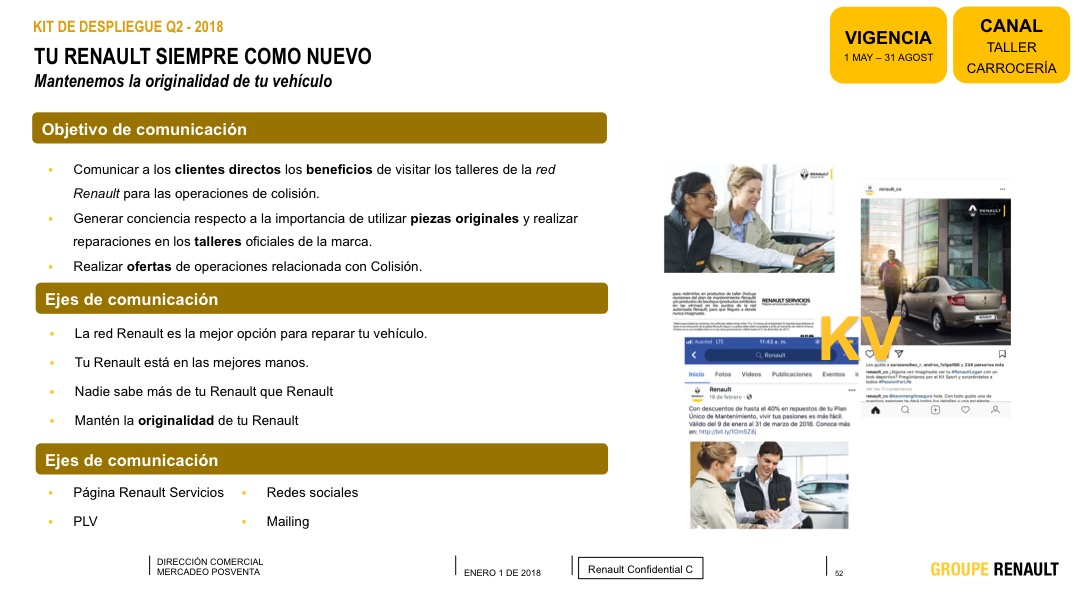 KIT DE DESPLIEGUE Q2 - 2018
TU RENAULT SIEMPRE COMO NUEVO
Mantenemos la originalidad de tu vehículo
VIGENCIA
1 MAY – 31 AGOST
CANAL
TALLER
CARROCERÍA
Objetivo de comunicación
Comunicar a los clientes directos los beneficios de visitar los talleres de la red
Renault para las operaciones de colisión.
Generar conciencia respecto a la importancia de utilizar piezas originales y realizar
reparaciones en los talleres oficiales de la marca.
Realizar ofertas de operaciones relacionada con Colisión.
Ejes de comunicación
La red Renault es la mejor opción para reparar tu vehículo.
Tu Renault está en las mejores manos.
Nadie sabe más de tu Renault que Renault
Mantén la originalidad de tu Renault
Ejes de comunicación
Página Renault Servicios
Redes sociales
PLV
Mailing
RENAULT
RENAULT SERVICIOS
KV
11:43 a. m.
Renault
Inicio Fotos Videos Publicaciones Eventos
Renault
19 de febrero
Con descuentos de hasta el 40% en repuestos de tu Plan
Único de Mantenimiento, vivir tus pasiones es más fácil.
Válido del 9 de enero al 31 de marzo de 2018. Conoce más
en: http://bit.ly/1Om5Z8j
renault_co
RENAULT
DIRECCIÓN COMERCIAL
MERCADEO POSVENTA
ENERO 1 DE 2018
Renault Confidential C
52
GROUPE RENAULT